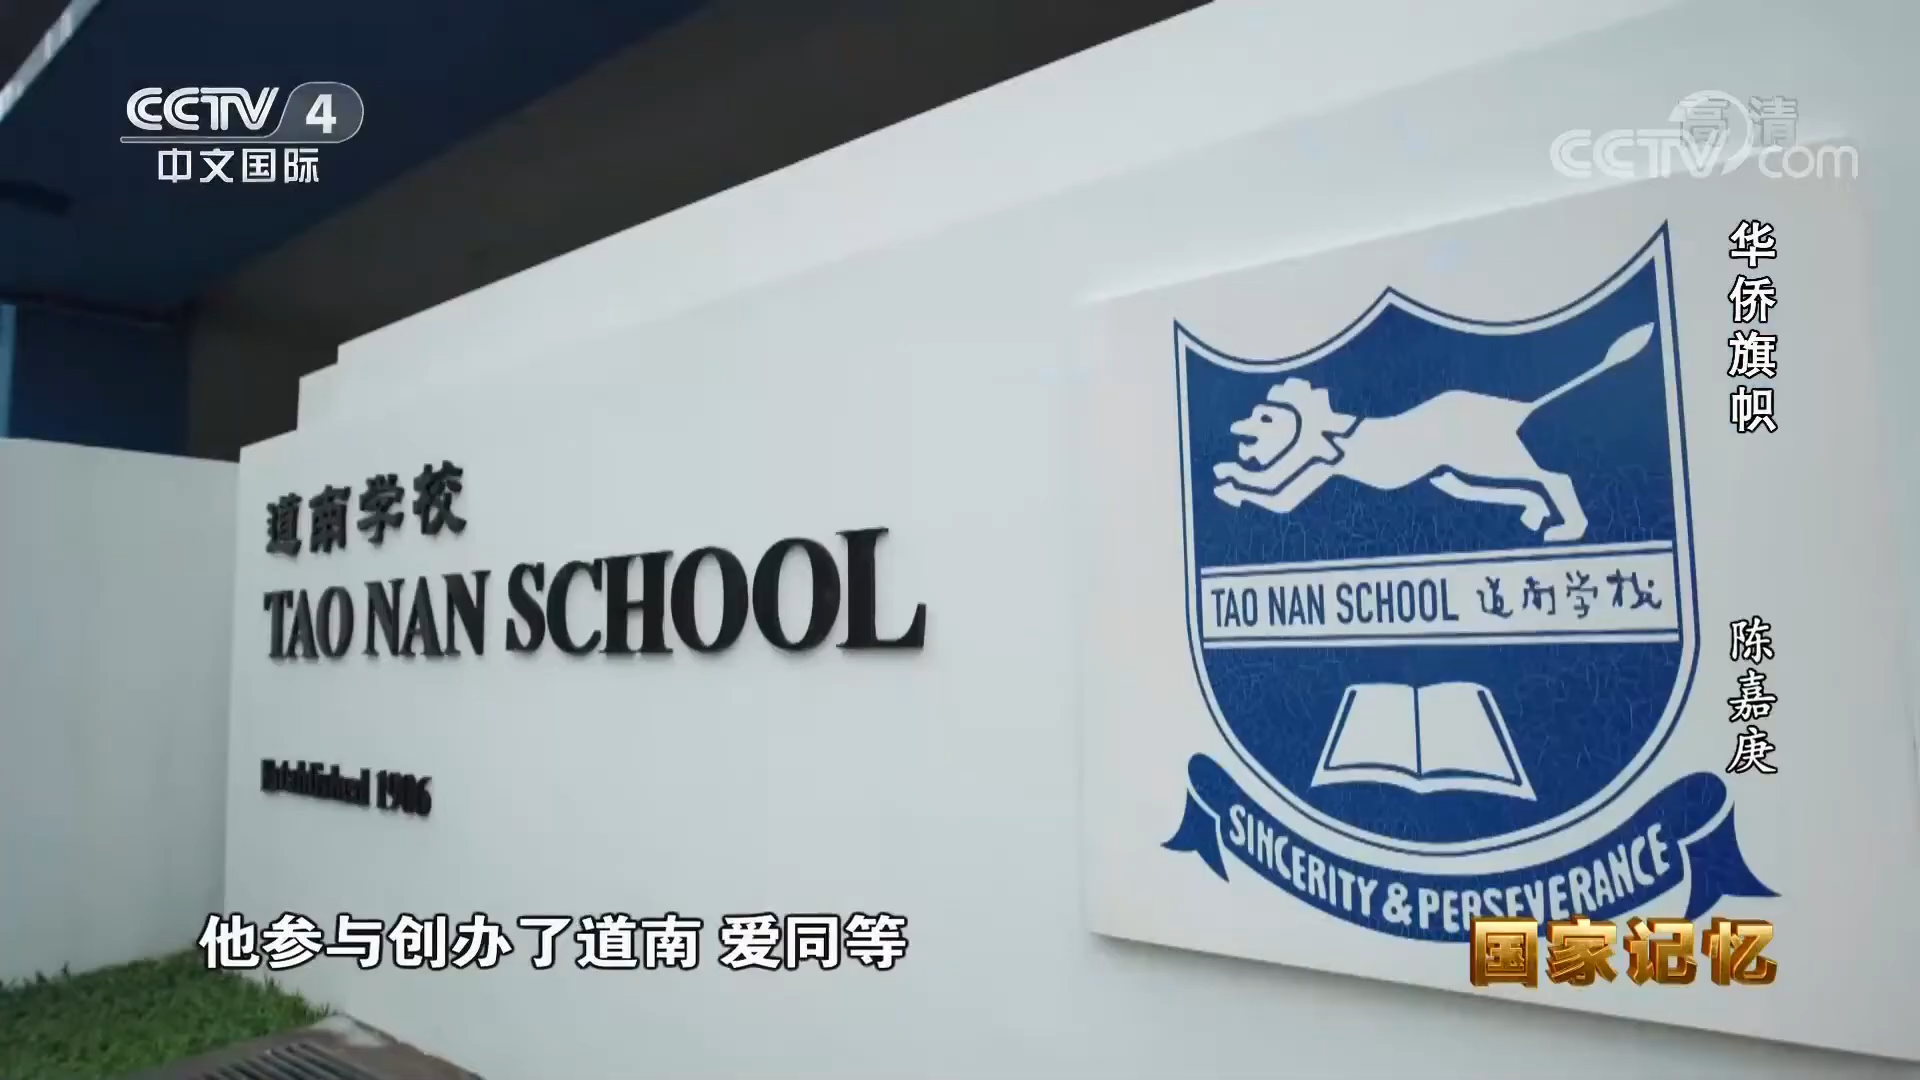 CCTV 4
中文国际
高清
CCTV.com
华侨旗帜 陈嘉庚
道南学校
TAO NAN SCHOOL
Established 1906
TAO NAN SCHOOL 道南学校
SINCERITY & PERSEVERANCE
他参与创办了道南 爱同等
国家记忆